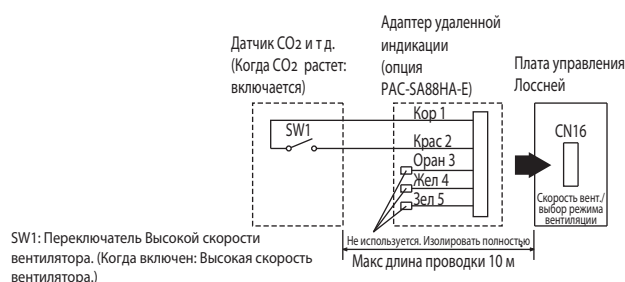 Датчик CO2 и т д.
(Когда CO2 растет:
включается)
Адаптер удаленной
индикации
(опция
PAC-SA88HA-E)
Плата управления
Лоссней
SW1
Кор 1
Крас 2
Оран 3
Жел 4
Зел 5
CN16
Скорость вент./
выбор режима
вентиляции
SW1: Переключатель Высокой скорости
вентилятора. (Когда включен: Высокая скорость
вентилятора.)
Не используется. Изолировать полностью
Макс длина проводки 10 м